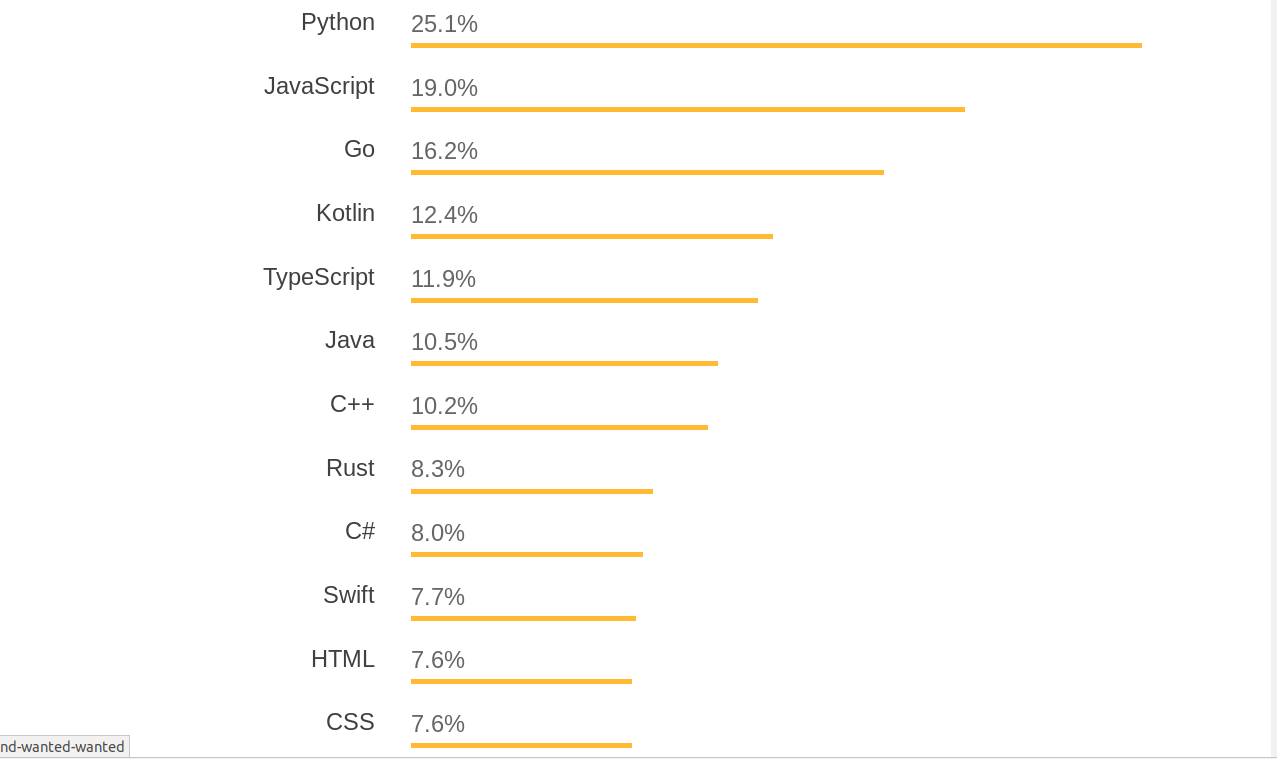 Python 25.1%
JavaScript 19.0%
Go 16.2%
Kotlin 12.4%
TypeScript 11.9%
Java 10.5%
C++ 10.2%
Rust 8.3%
C# 8.0%
Swift 7.7%
HTML 7.6%
CSS 7.6%
nd-wanted-wanted